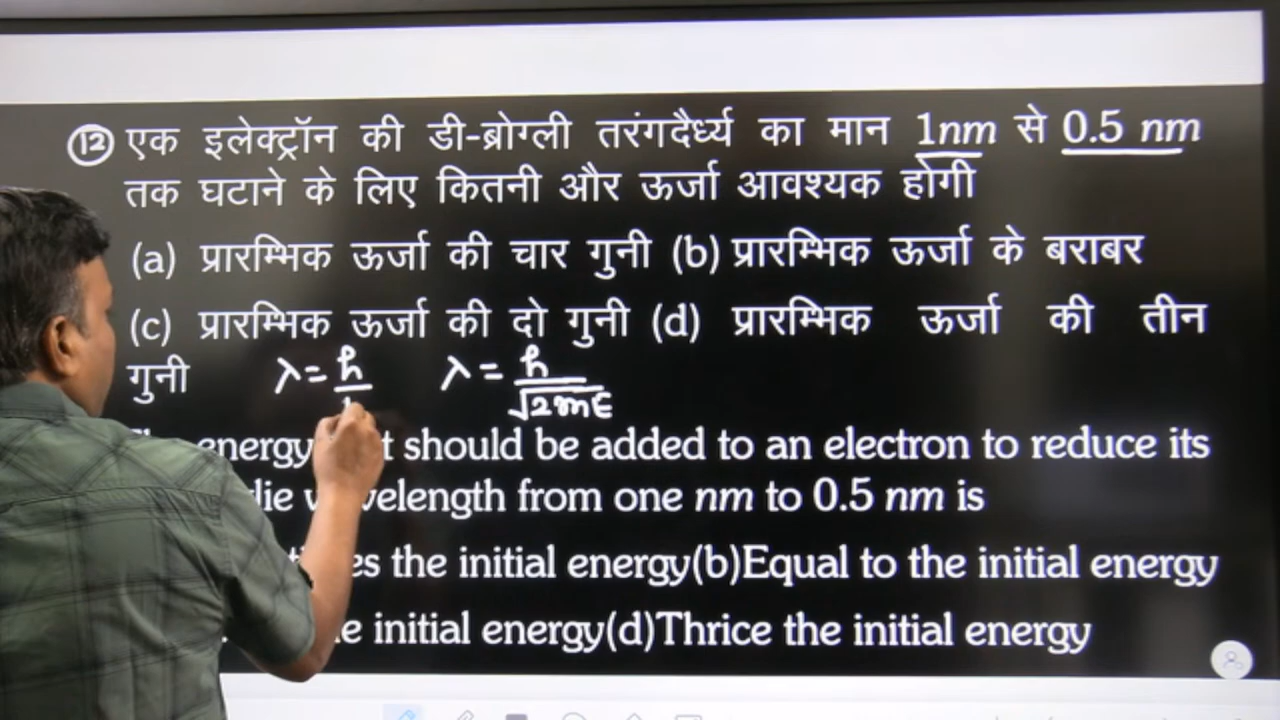 12 एक इलेक्ट्रॉन की डी-ब्रोग्ली तरंगदैर्ध्य का मान 1nm से 0.5 nm
तक घटाने के लिए कितनी और ऊर्जा आवश्यक होगी
(a) प्रारम्भिक ऊर्जा की चार गुनी (b) प्रारम्भिक ऊर्जा के बराबर
(c) प्रारम्भिक ऊर्जा की दो गुनी (d) प्रारम्भिक ऊर्जा की तीन
गुनी λ = h/ λ = h/√2mE
energy should be added to an electron to reduce its
from one nm to 0.5 nm is
the initial energy(b)Equal to the initial energy
initial energy(d)Thrice the initial energy